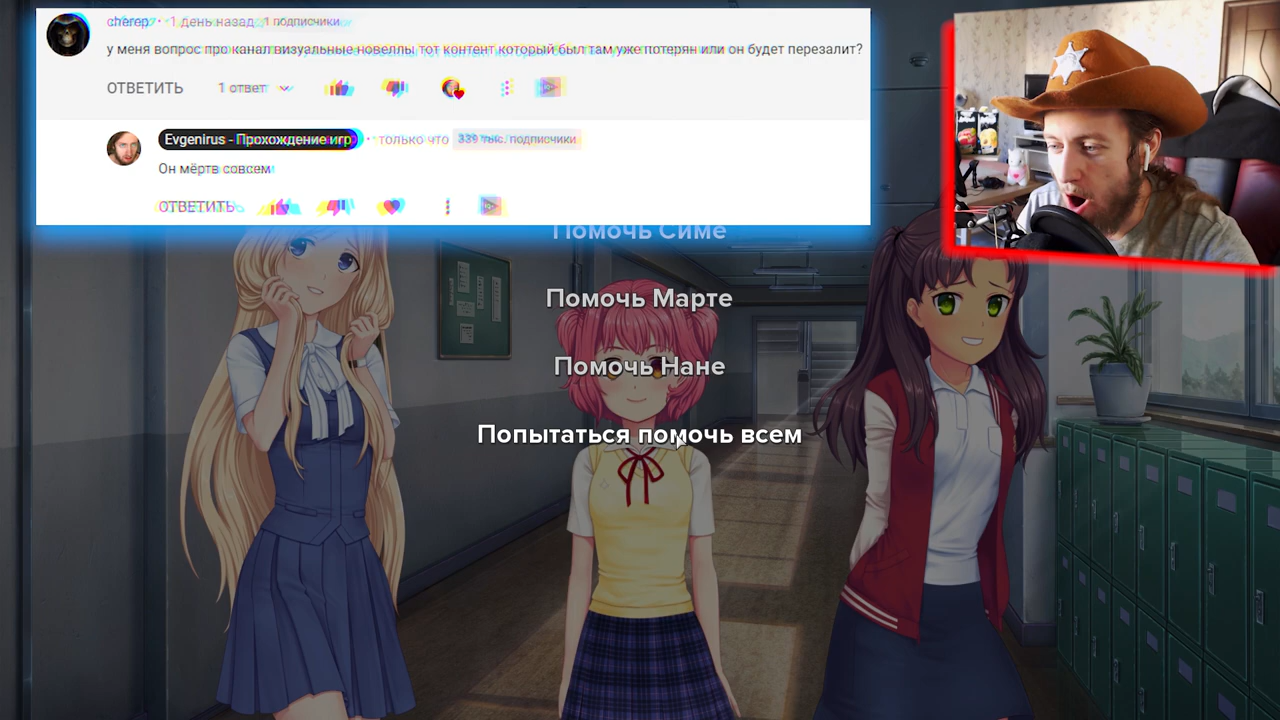 cherep · 1 день назад 1 подписчики
у меня вопрос про канал визуальные новеллы тот контент который был там уже потерян или он будет перезалит?
ОТВЕТИТЬ 1 ответ
Evgenirus - Прохождение игр · только что 339 тыс. подписчики
Он мёртв совсем
ОТВЕТИТЬ
Помочь Симе
Помочь Марте
Помочь Нане
Попытаться помочь всем